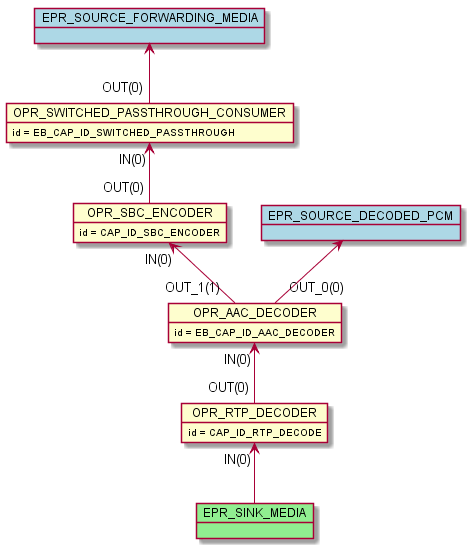 EPR_SOURCE_FORWARDING_MEDIA
OUT(0)
OPR_SWITCHED_PASSTHROUGH_CONSUMER
id = EB_CAP_ID_SWITCHED_PASSTHROUGH
IN(0)
OUT(0)
OPR_SBC_ENCODER
id = CAP_ID_SBC_ENCODER
EPR_SOURCE_DECODED_PCM
IN(0)
OUT_1(1)
OUT_0(0)
OPR_AAC_DECODER
id = EB_CAP_ID_AAC_DECODER
IN(0)
OUT(0)
OPR_RTP_DECODER
id = CAP_ID_RTP_DECODE
IN(0)
EPR_SINK_MEDIA